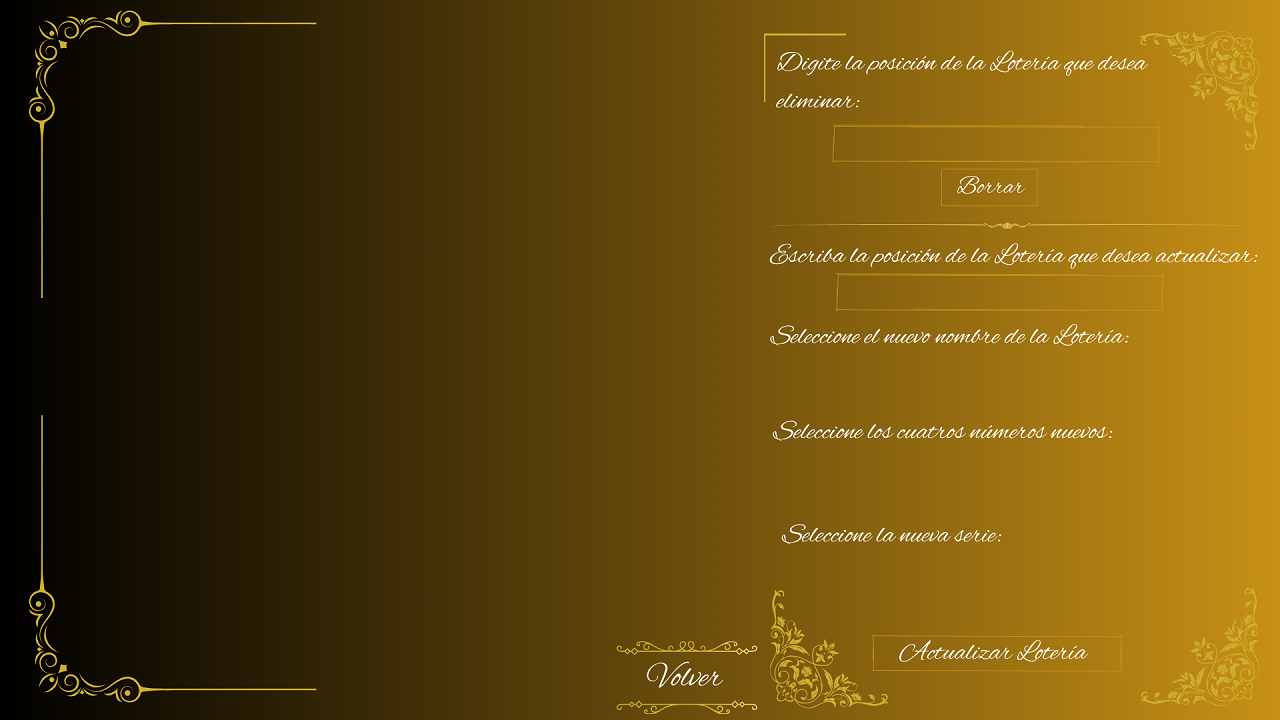 Digite la posición de la Lotería que desea
eliminar:
Borrar
Escriba la posición de la Lotería que desea actualizar:
Seleccione el nuevo nombre de la Lotería:
Seleccione los cuatros números nuevos:
Seleccione la nueva serie:
Actualizar Lotería
Volver